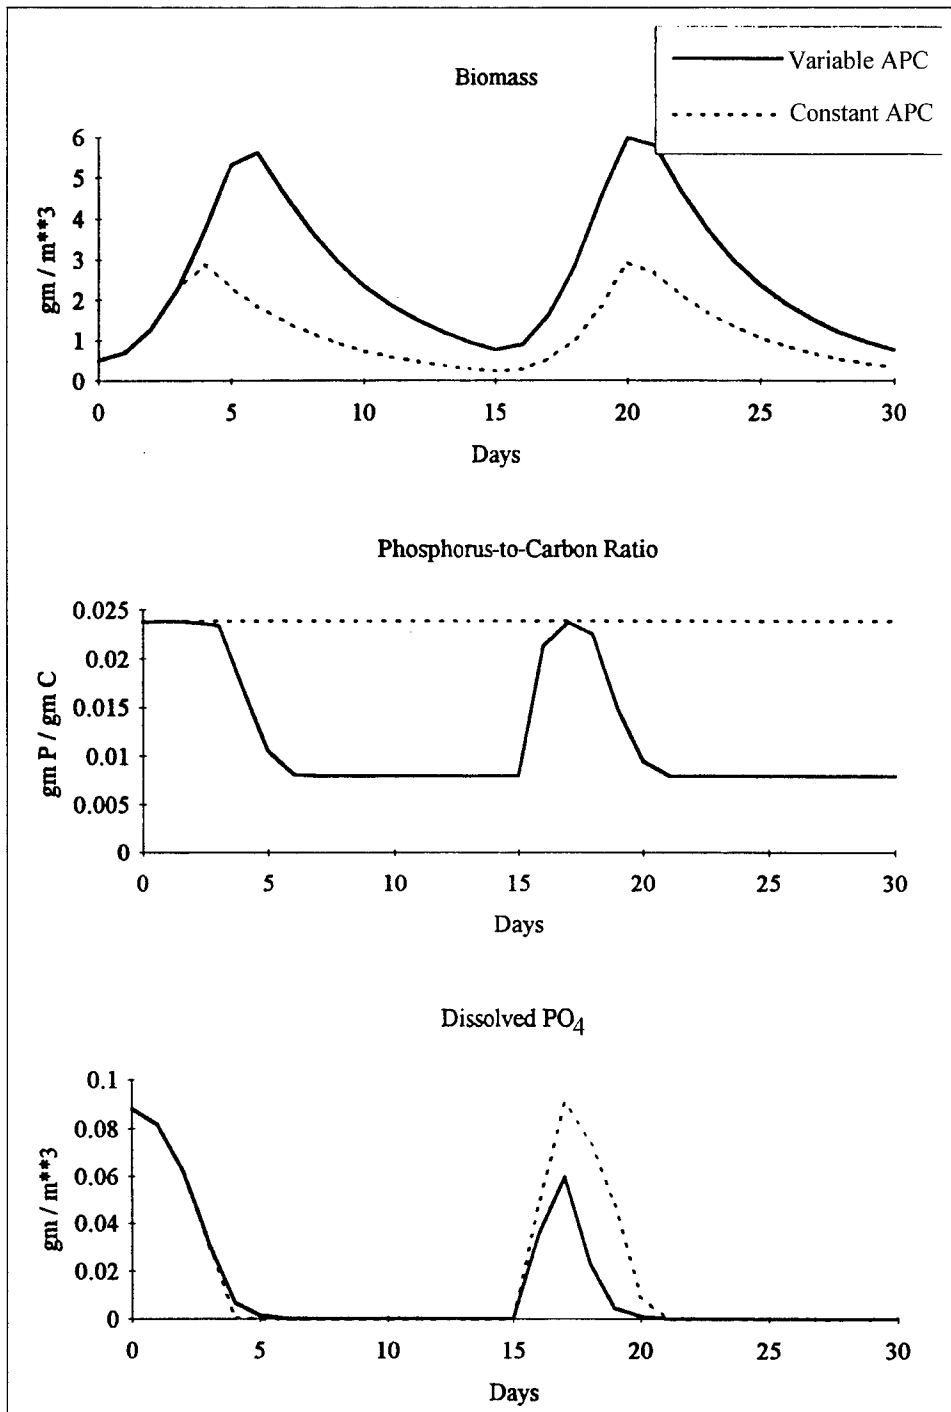 Variable APC
Constant APC
Biomass
6
5
4
3
2
1
0
gm / m**3
0 5 10 15 20 25 30
Days
Phosphorus-to-Carbon Ratio
0.025
0.02
0.015
0.01
0.005
0
gm P / gm C
0 5 10 15 20 25 30
Days
Dissolved PO4
0.1
0.08
0.06
0.04
0.02
0
gm / m**3
0 5 10 15 20 25 30
Days